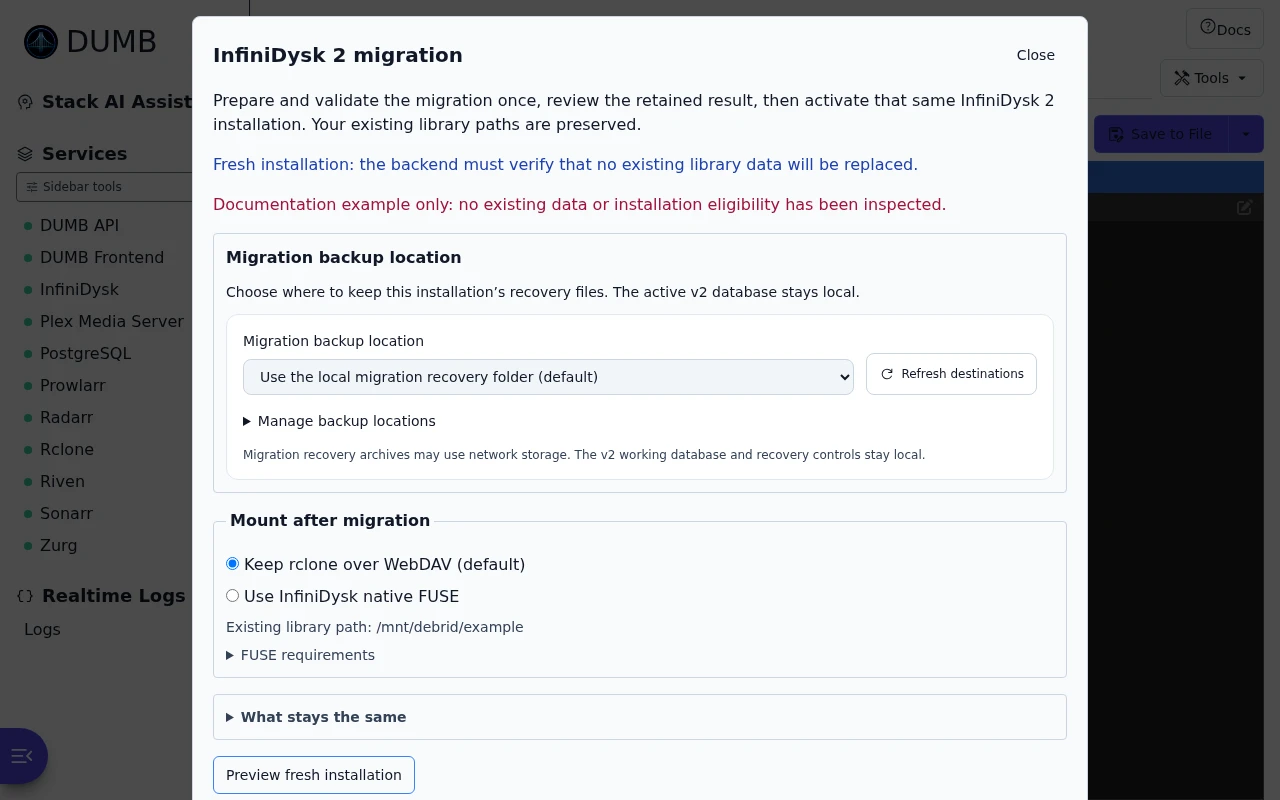 DUMB
Docs
Tools
Stack AI Assist
Save to File
Services
Sidebar tools
DUMB API
DUMB Frontend
InfiniDysk
Plex Media Server
PostgreSQL
Prowlarr
Radarr
Rclone
Riven
Sonarr
Zurg
Realtime Logs
Logs
InfiniDysk 2 migration
Close
Prepare and validate the migration once, review the retained result, then activate that same InfiniDysk 2
installation. Your existing library paths are preserved.
Fresh installation: the backend must verify that no existing library data will be replaced.
Documentation example only: no existing data or installation eligibility has been inspected.
Migration backup location
Choose where to keep this installation’s recovery files. The active v2 database stays local.
Migration backup location
Use the local migration recovery folder (default)
Refresh destinations
Manage backup locations
Migration recovery archives may use network storage. The v2 working database and recovery controls stay local.
Mount after migration
Keep rclone over WebDAV (default)
Use InfiniDysk native FUSE
Existing library path: /mnt/debrid/example
FUSE requirements
What stays the same
Preview fresh installation